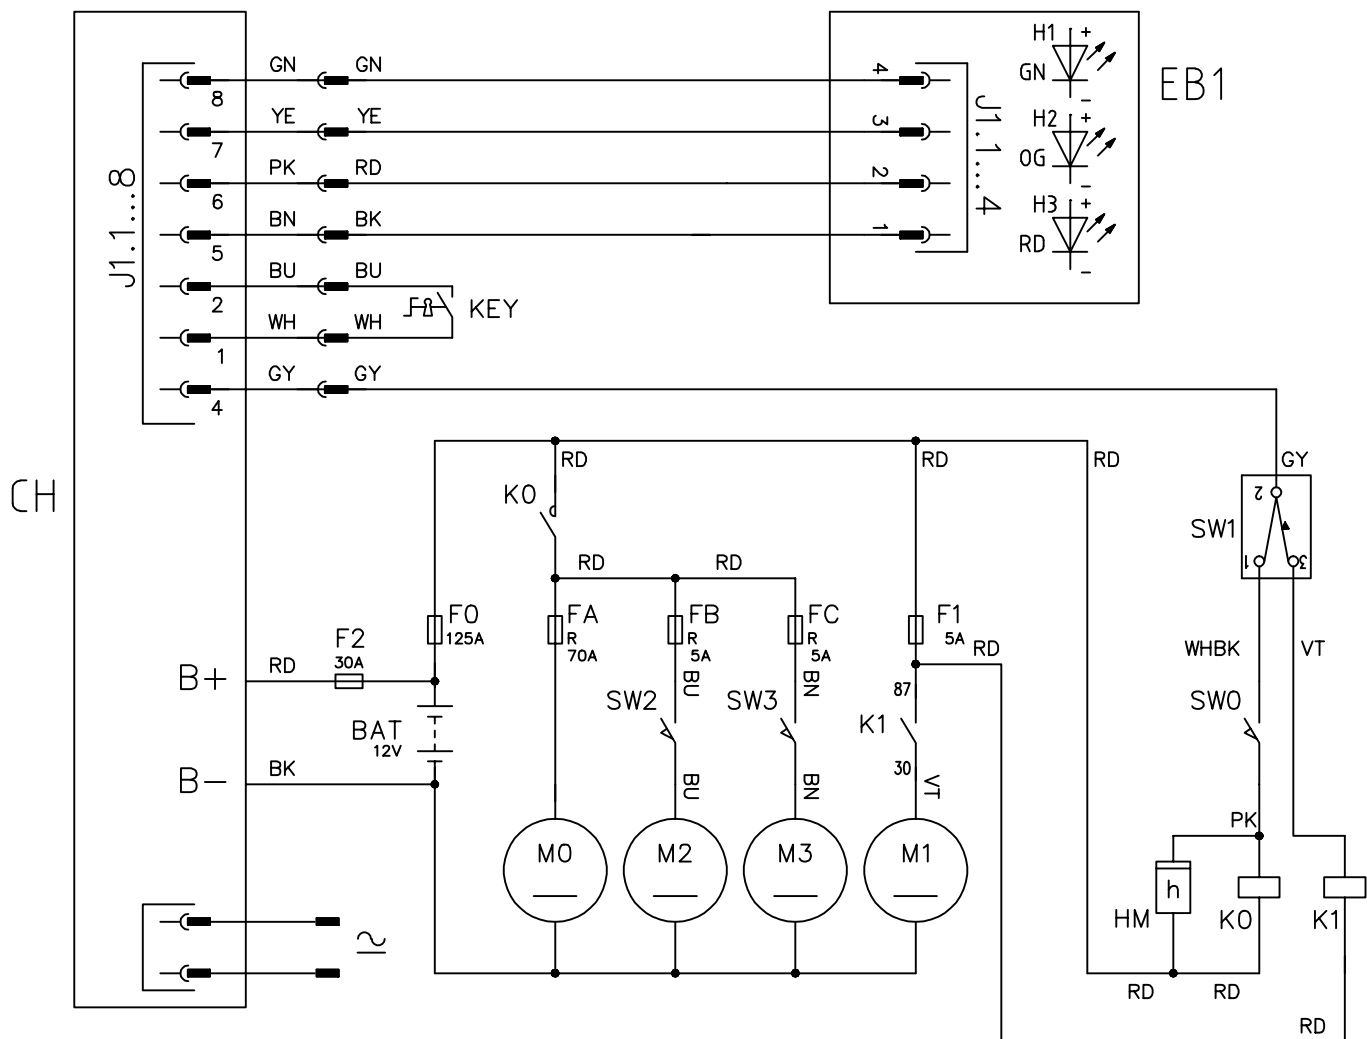 H1 +
GN
-
H2 +
OG
-
H3 +
RD
-
EB1
J1.1...4
4
3
2
1
J1.1...8
GN GN
8
YE YE
7
PK RD
6
BN BK
5
BU BU
2
KEY
WH WH
1
GY GY
4
CH
RD RD RD
GY
K0
SW1
2
1 3
RD RD
F0
125A
FA
R
70A
FB
R
5A
FC
R
5A
F1
5A
RD
F2
30A
B+ RD
BU BN
87
WHBK VT
SW2 SW3 K1 SW0
BAT
12V
30
B- BK
BU BN VT
PK
M0 M2 M3 M1
h
HM K0 K1
RD RD
RD